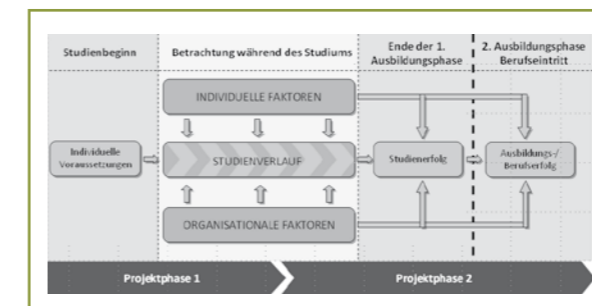 Studienbeginn
Betrachtung während des Studiums
Ende der 1.
Ausbildungsphase
2. Ausbildungsphase
Berufseintritt
INDIVIDUELLE FAKTOREN
Individuelle
Voraussetzungen
STUDIENVERLAUF
Studienerfolg
Ausbildungs-/
Berufserfolg
ORGANISATIONALE FAKTOREN
Projektphase 1
Projektphase 2